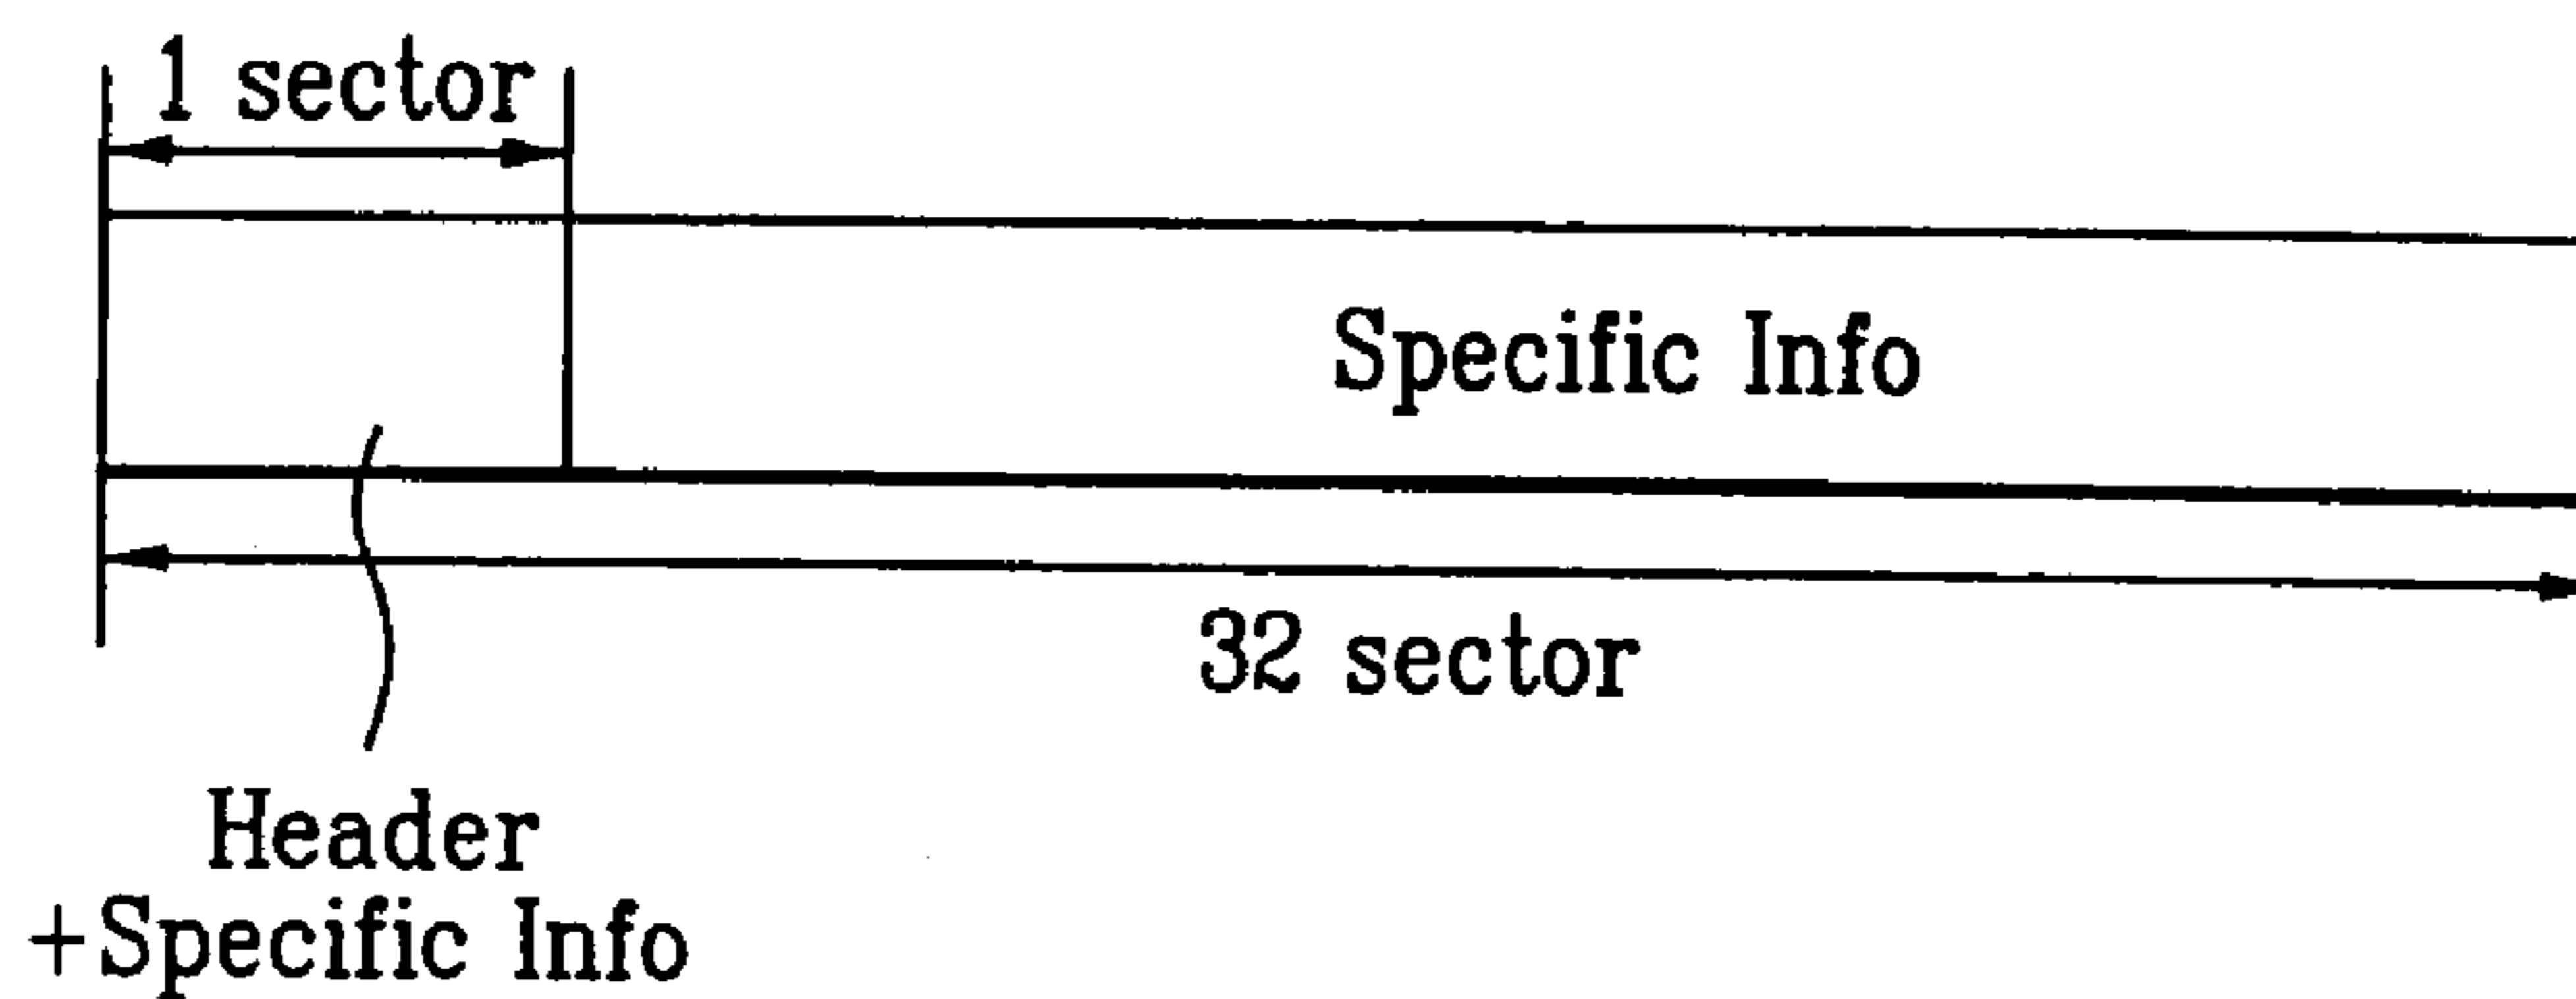 1 sector
Specific Info
32 sector
Header
+Specific Info